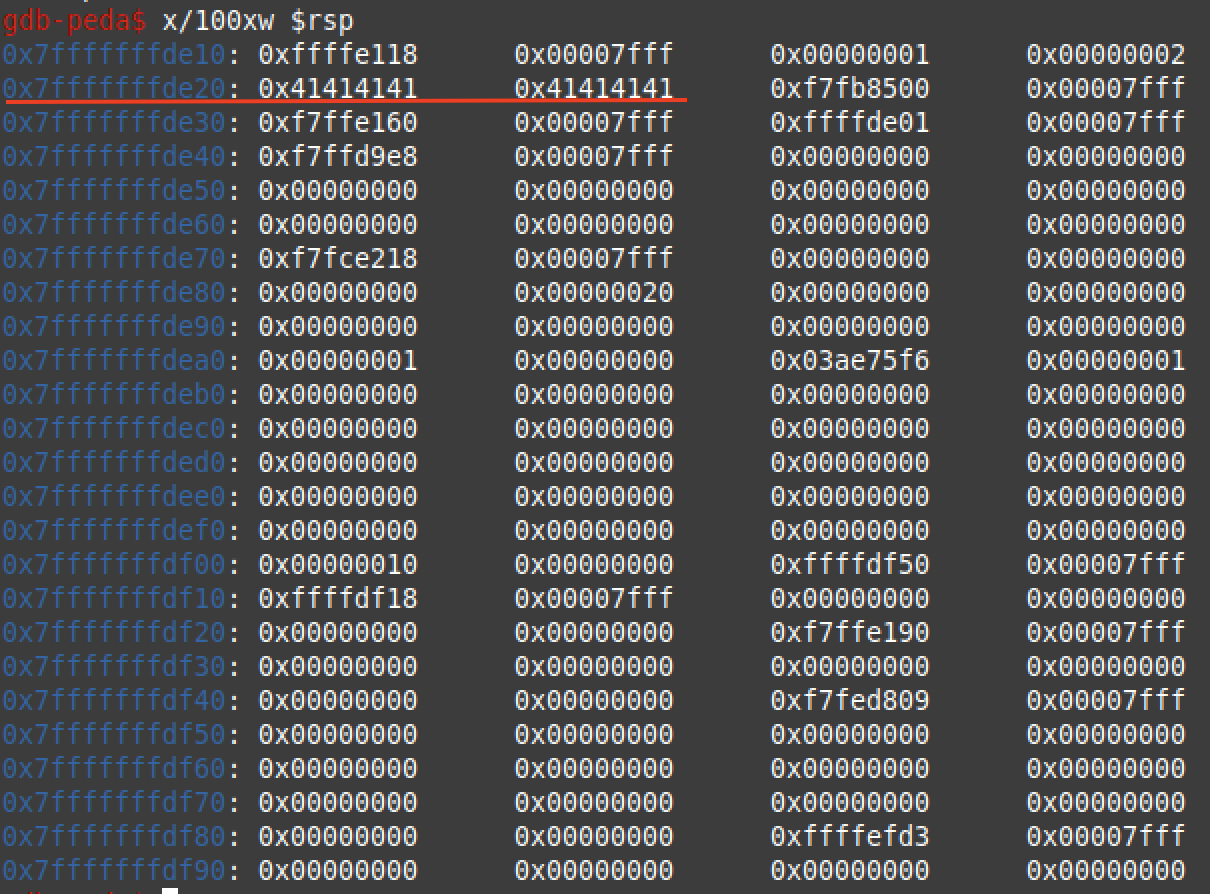 gdb-peda$ x/100xw $rsp
0x7fffffffde10: 0xffffe118 0x00007fff 0x00000001 0x00000002
0x7fffffffde20: 0x41414141 0x41414141 0xf7fb8500 0x00007fff
0x7fffffffde30: 0xf7ffe160 0x00007fff 0xffffde01 0x00007fff
0x7fffffffde40: 0xf7ffd9e8 0x00007fff 0x00000000 0x00000000
0x7fffffffde50: 0x00000000 0x00000000 0x00000000 0x00000000
0x7fffffffde60: 0x00000000 0x00000000 0x00000000 0x00000000
0x7fffffffde70: 0xf7fce218 0x00007fff 0x00000000 0x00000000
0x7fffffffde80: 0x00000000 0x00000020 0x00000000 0x00000000
0x7fffffffde90: 0x00000000 0x00000000 0x00000000 0x00000000
0x7fffffffdea0: 0x00000001 0x00000000 0x03ae75f6 0x00000001
0x7fffffffdeb0: 0x00000000 0x00000000 0x00000000 0x00000000
0x7fffffffdec0: 0x00000000 0x00000000 0x00000000 0x00000000
0x7fffffffded0: 0x00000000 0x00000000 0x00000000 0x00000000
0x7fffffffdee0: 0x00000000 0x00000000 0x00000000 0x00000000
0x7fffffffdef0: 0x00000000 0x00000000 0x00000000 0x00000000
0x7fffffffdf00: 0x00000010 0x00000000 0xffffdf50 0x00007fff
0x7fffffffdf10: 0xffffdf18 0x00007fff 0x00000000 0x00000000
0x7fffffffdf20: 0x00000000 0x00000000 0xf7ffe190 0x00007fff
0x7fffffffdf30: 0x00000000 0x00000000 0x00000000 0x00000000
0x7fffffffdf40: 0x00000000 0x00000000 0xf7fed809 0x00007fff
0x7fffffffdf50: 0x00000000 0x00000000 0x00000000 0x00000000
0x7fffffffdf60: 0x00000000 0x00000000 0x00000000 0x00000000
0x7fffffffdf70: 0x00000000 0x00000000 0x00000000 0x00000000
0x7fffffffdf80: 0x00000000 0x00000000 0xffffefd3 0x00007fff
0x7fffffffdf90: 0x00000000 0x00000000 0x00000000 0x00000000